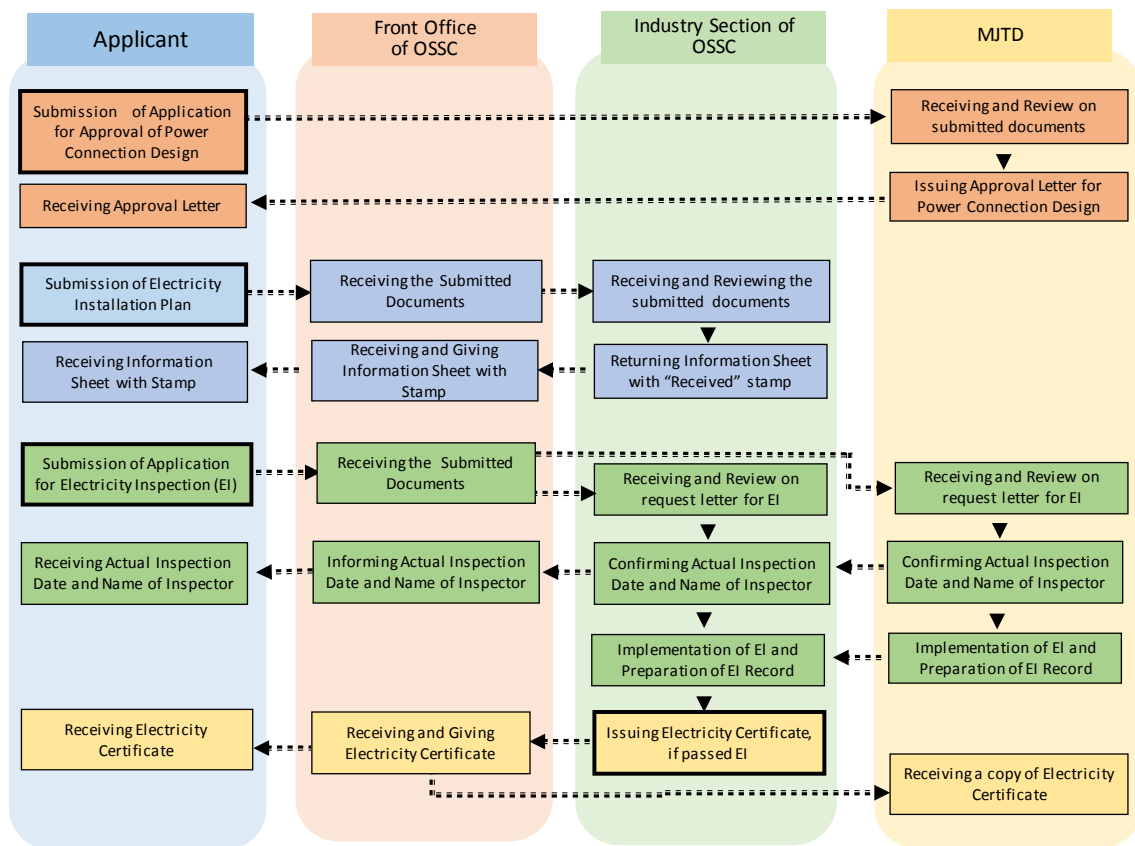 Applicant
Front Office
of OSSC
Industry Section of
OSSC
MJTD
Submission of Application
for Approval of Power
Connection Design
Receiving and Review on
submitted documents
Receiving Approval Letter
Issuing Approval Letter for
Power Connection Design
Submission of Electricity
Installation Plan
Receiving the Submitted
Documents
Receiving and Reviewing the
submitted documents
Receiving Information
Sheet with Stamp
Receiving and Giving
Information Sheet with
Stamp
Returning Information Sheet
with “Received” stamp
Submission of Application
for Electricity Inspection (EI)
Receiving the Submitted
Documents
Receiving and Review on
request letter for EI
Receiving and Review on
request letter for EI
Receiving Actual Inspection
Date and Name of Inspector
Informing Actual Inspection
Date and Name of Inspector
Confirming Actual Inspection
Date and Name of Inspector
Confirming Actual Inspection
Date and Name of Inspector
Implementation of EI and
Preparation of EI Record
Implementation of EI and
Preparation of EI Record
Receiving Electricity
Certificate
Receiving and Giving
Electricity Certificate
Issuing Electricity Certificate,
if passed EI
Receiving a copy of Electricity
Certificate